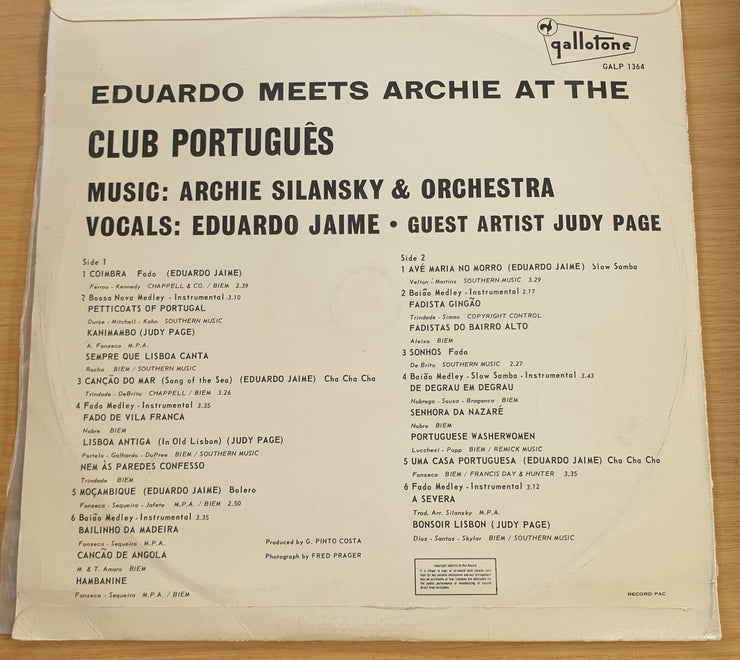 gallotone
GALP 1364
EDUARDO MEETS ARCHIE AT THE
CLUB PORTUGUÊS
MUSIC: ARCHIE SILANSKY & ORCHESTRA
VOCALS: EDUARDO JAIME • GUEST ARTIST JUDY PAGE
Side 1
1 COIMBRA Fado (EDUARDO JAIME)
Ferrao - Kennedy CHAPPELL & CO. / BIEM 2.39
2 Bossa Nova Medley - Instrumental 3.10
PETTICOATS OF PORTUGAL
Durso - Mitchell - Kahn SOUTHERN MUSIC
KANIMAMBO (JUDY PAGE)
A. Fonseca M.P.A.
SEMPRE QUE LISBOA CANTA
Rocha BIEM / SOUTHERN MUSIC
3 CANÇÃO DO MAR (Song of the Sea) (EDUARDO JAIME) Cha Cha Cha
Trindade - DeBrito CHAPPELL / BIEM 3.26
4 Fado Medley - Instrumental 3.35
FADO DE VILA FRANCA
Nobre BIEM
LISBOA ANTIGA (In Old Lisbon) (JUDY PAGE)
Portela - Galhardo - DuPree BIEM / SOUTHERN MUSIC
NEM ÀS PAREDES CONFESSO
Trindade BIEM
5 MOÇAMBIQUE (EDUARDO JAIME) Bolero
Fonseca - Sequeira - Jafete M.P.A. / BIEM 2.50
6 Baião Medley - Instrumental 3.35
BAILINHO DA MADEIRA
Fonseca - Sequeira M.P.A.
CANCÃO DE ANGOLA
M. & T. Amaro BIEM
HAMBANINE
Fonseca - Sequeira M.P.A. / BIEM
Produced by G. PINTO COSTA
Photograph by FRED PRAGER
Side 2
1 AVÉ MARIA NO MORRO (EDUARDO JAIME) Slow Samba
Velton - Martins SOUTHERN MUSIC 3.29
2 Baião Medley - Instrumental 2.17
FADISTA GINGÃO
Trindade - Simao COPYRIGHT CONTROL
FADISTAS DO BAIRRO ALTO
Aleixo BIEM
3 SONHOS Fado
De Brito SOUTHERN MUSIC 2.27
4 Baião Medley - Slow Samba - Instrumental 3.43
DE DEGRAU EM DEGRAU
Nobrego - Sousa - Braganca BIEM
SENHORA DA NAZARÉ
Nobre BIEM
PORTUGUESE WASHERWOMEN
Lucchesi - Popp BIEM / REMICK MUSIC
5 UMA CASA PORTUGUESA (EDUARDO JAIME) Cha Cha Cha
Fonseca BIEM / FRANCIS DAY & HUNTER 3.35
6 Fado Medley - Instrumental 3.12
A SEVERA
Trad. Arr. Silansky M.P.A.
BONSOIR LISBON (JUDY PAGE)
Dias - Santos - Skylar BIEM / SOUTHERN MUSIC
Copyright subsists in this Record
RECORD PAC